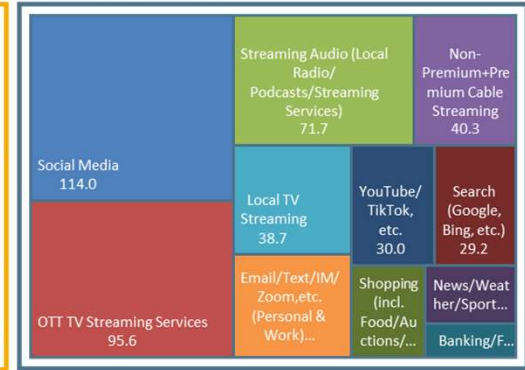 Social Media
114.0
OTT TV Streaming Services
95.6
Streaming Audio (Local
Radio/
Podcasts/Streaming
Services)
71.7
Non-
Premium+Pre
mium Cable
Streaming
40.3
Local TV
Streaming
38.7
YouTube/
TikTok,
etc.
30.0
Search
(Google,
Bing, etc.)
29.2
Email/Text/IM/
Zoom,etc.
(Personal &
Work)...
Shopping
(incl.
Food/Au
ctions/...
News/Weat
her/Sport...
Banking/F...